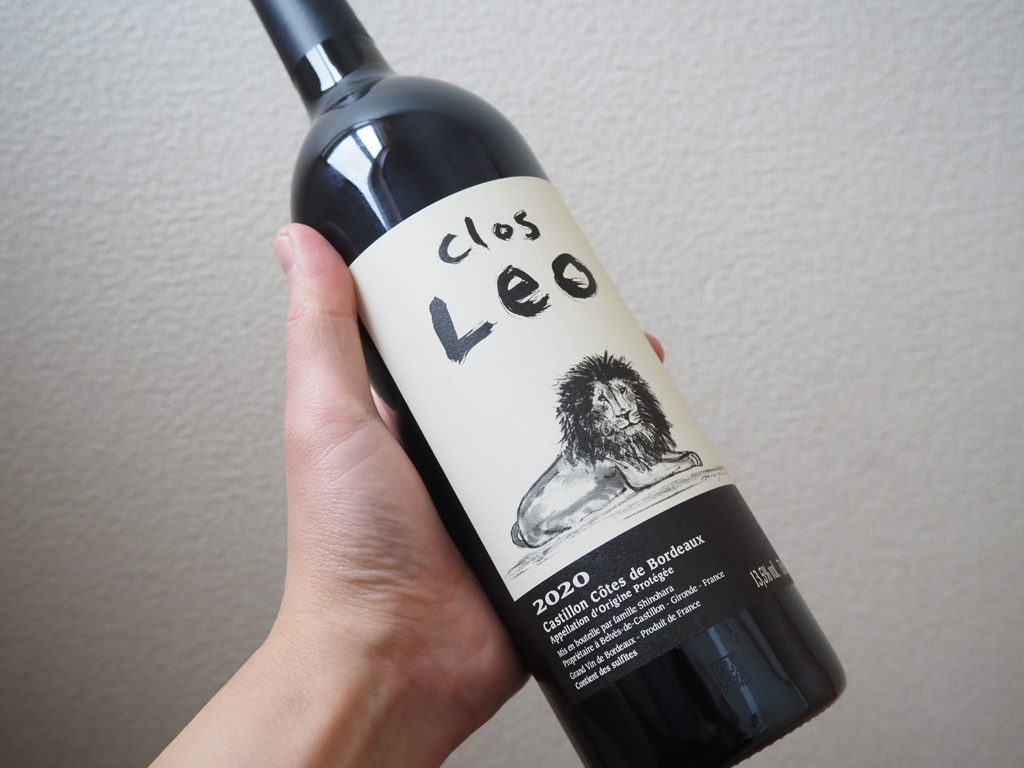 clos
Leo
2020
Castillon Côtes de Bordeaux
Appellation d'Origine Protégée
Mis en bouteille par famille Shinohara
Propriétaire à Belvès-de-Castillon - Gironde - France
Grand Vin de Bordeaux - Produit de France
Contient des sulfites
13,5% vol.